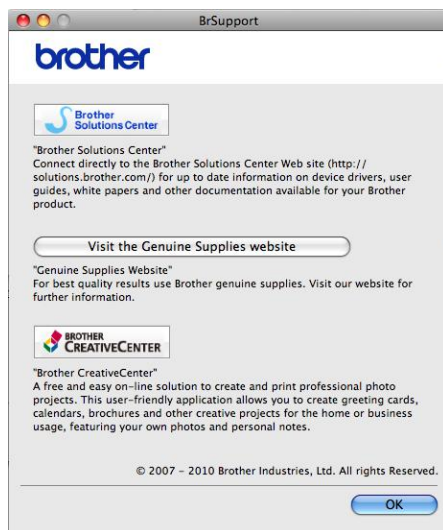 BrSupport
brother
Brother
Solutions Center
"Brother Solutions Center"
Connect directly to the Brother Solutions Center Web site (http://
solutions.brother.com/) for up to date information on device drivers, user
guides, white papers and other documentation available for your Brother
product.
Visit the Genuine Supplies website
"Genuine Supplies Website"
For best quality results use Brother genuine supplies. Visit our website for
further information.
BROTHER
CREATIVECENTER
"Brother CreativeCenter"
A free and easy on-line solution to create and print professional photo
projects. This user-friendly application allows you to create greeting cards,
calendars, brochures and other creative projects for the home or business
usage, featuring your own photos and personal notes.
© 2007 – 2010 Brother Industries, Ltd. All rights Reserved.
OK